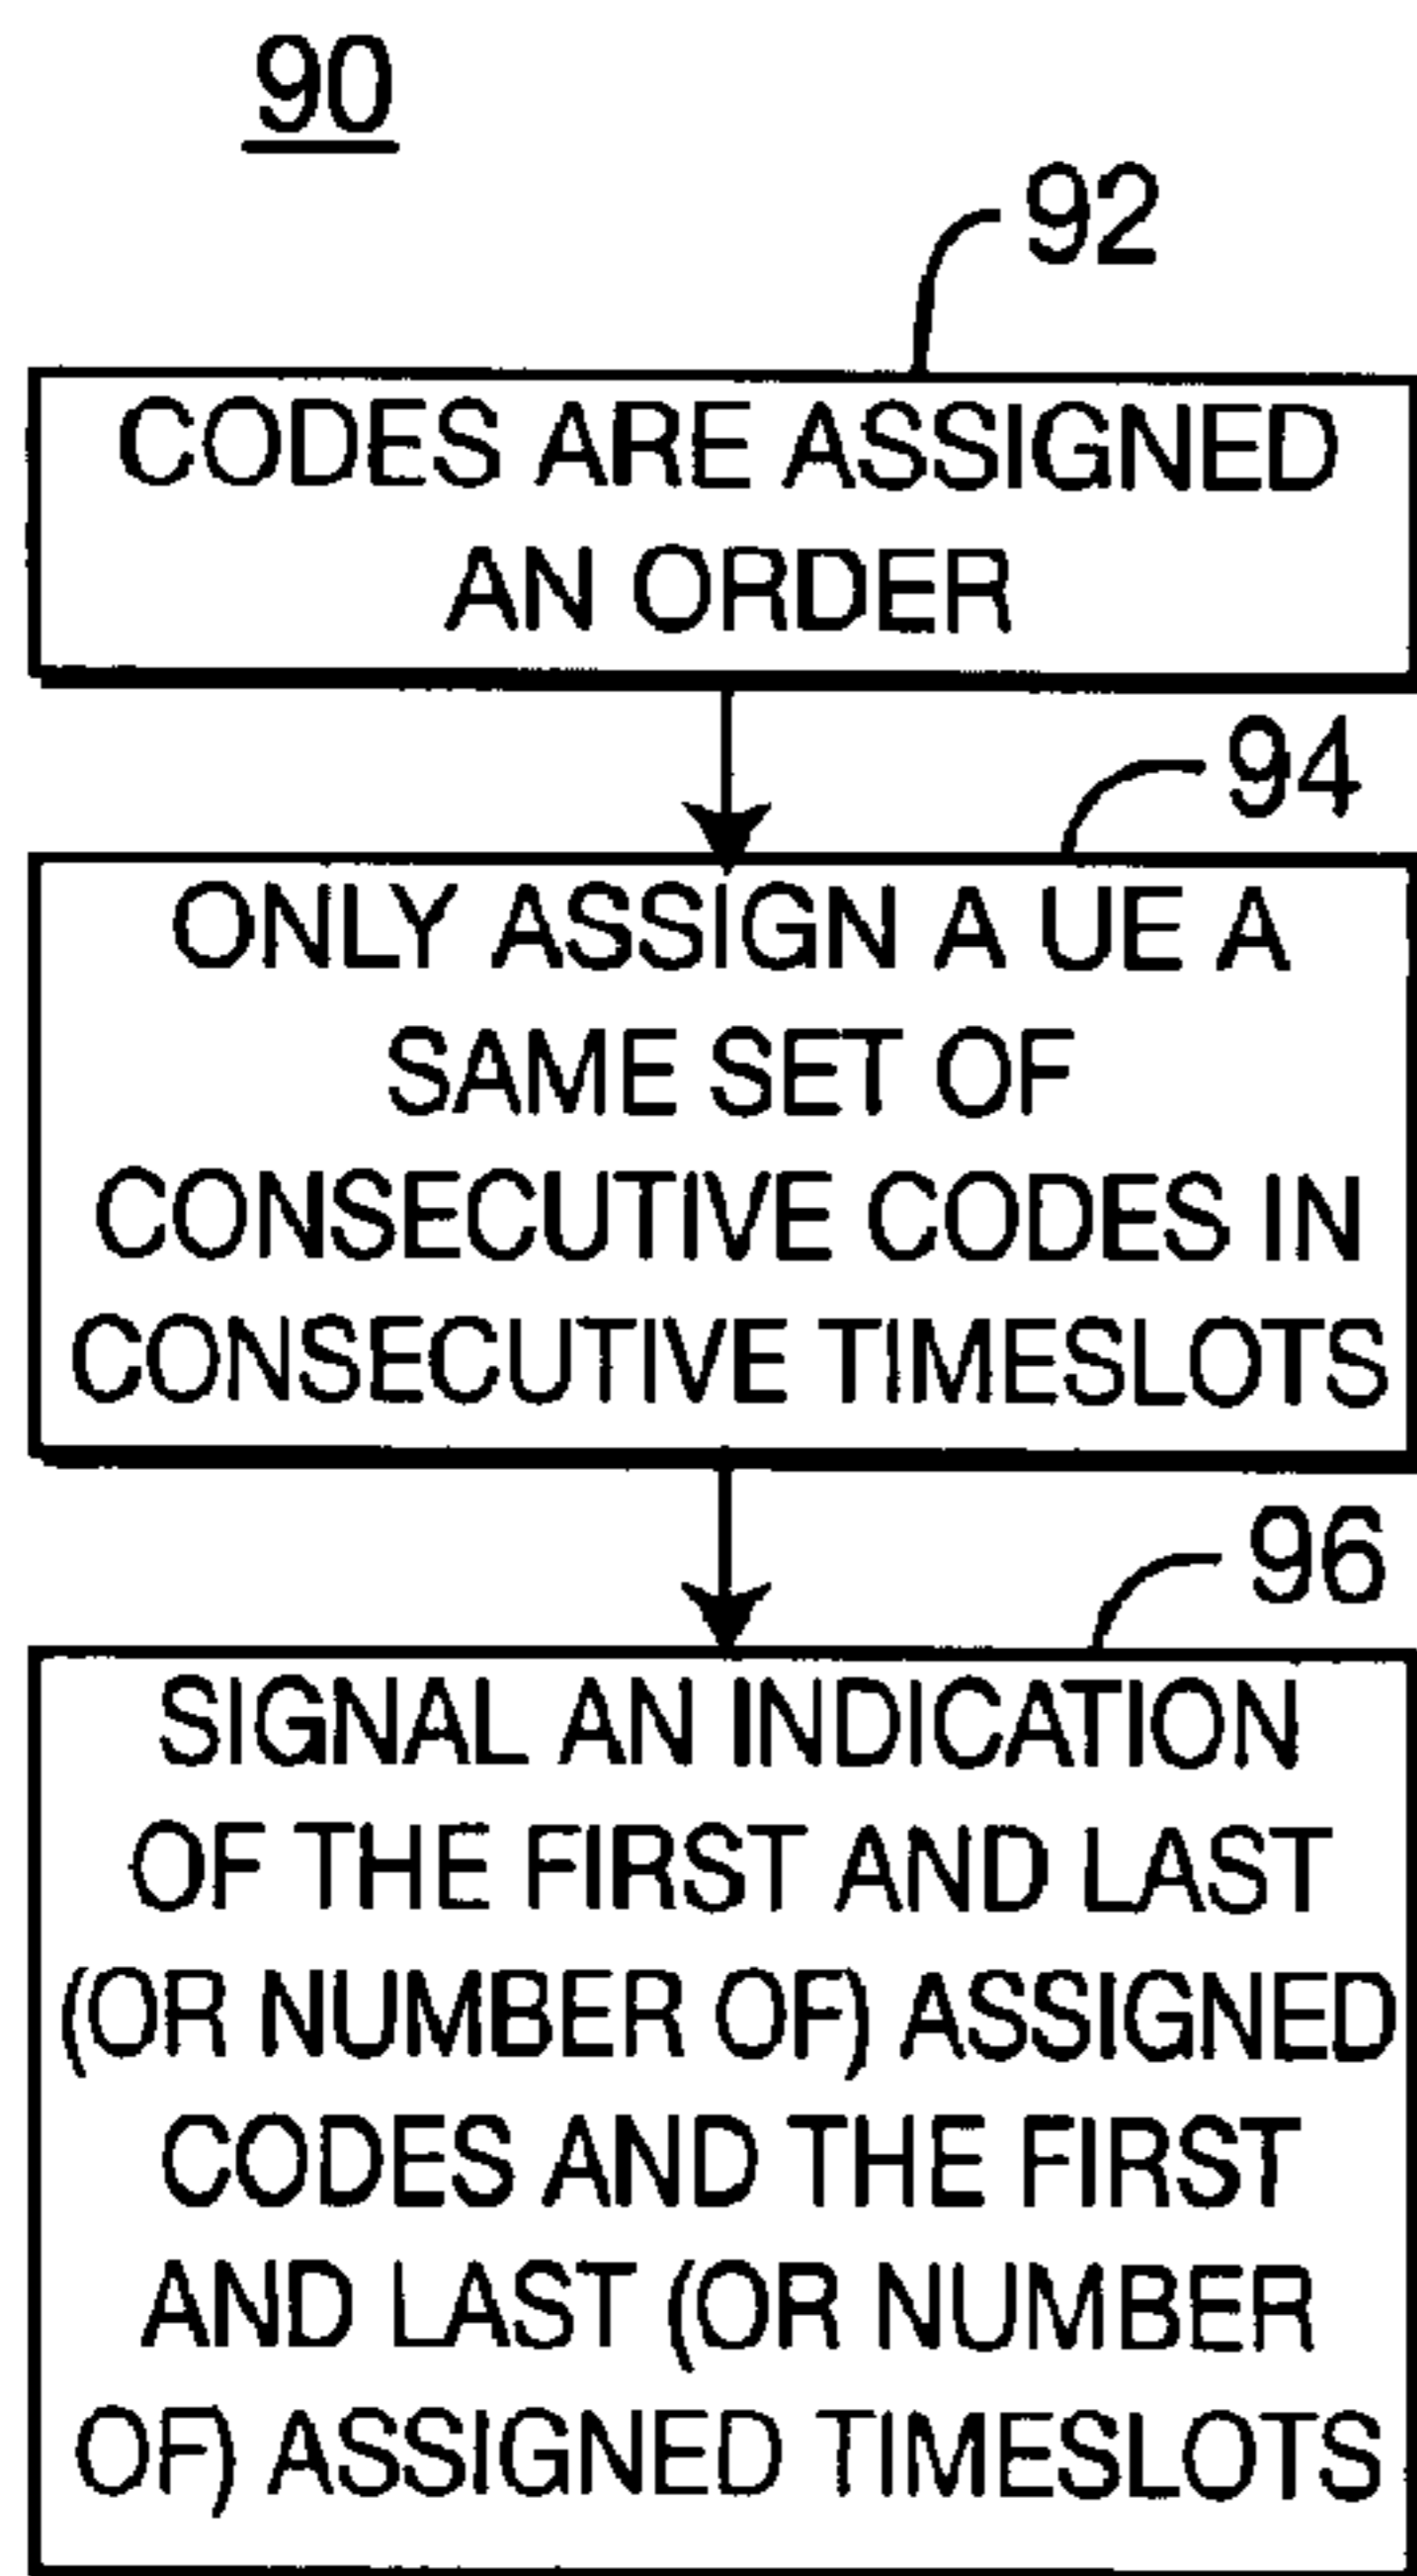 90
92
CODES ARE ASSIGNED
AN ORDER
94
ONLY ASSIGN A UE A
SAME SET OF
CONSECUTIVE CODES IN
CONSECUTIVE TIMESLOTS
96
SIGNAL AN INDICATION
OF THE FIRST AND LAST
(OR NUMBER OF) ASSIGNED
CODES AND THE FIRST
AND LAST (OR NUMBER
OF) ASSIGNED TIMESLOTS